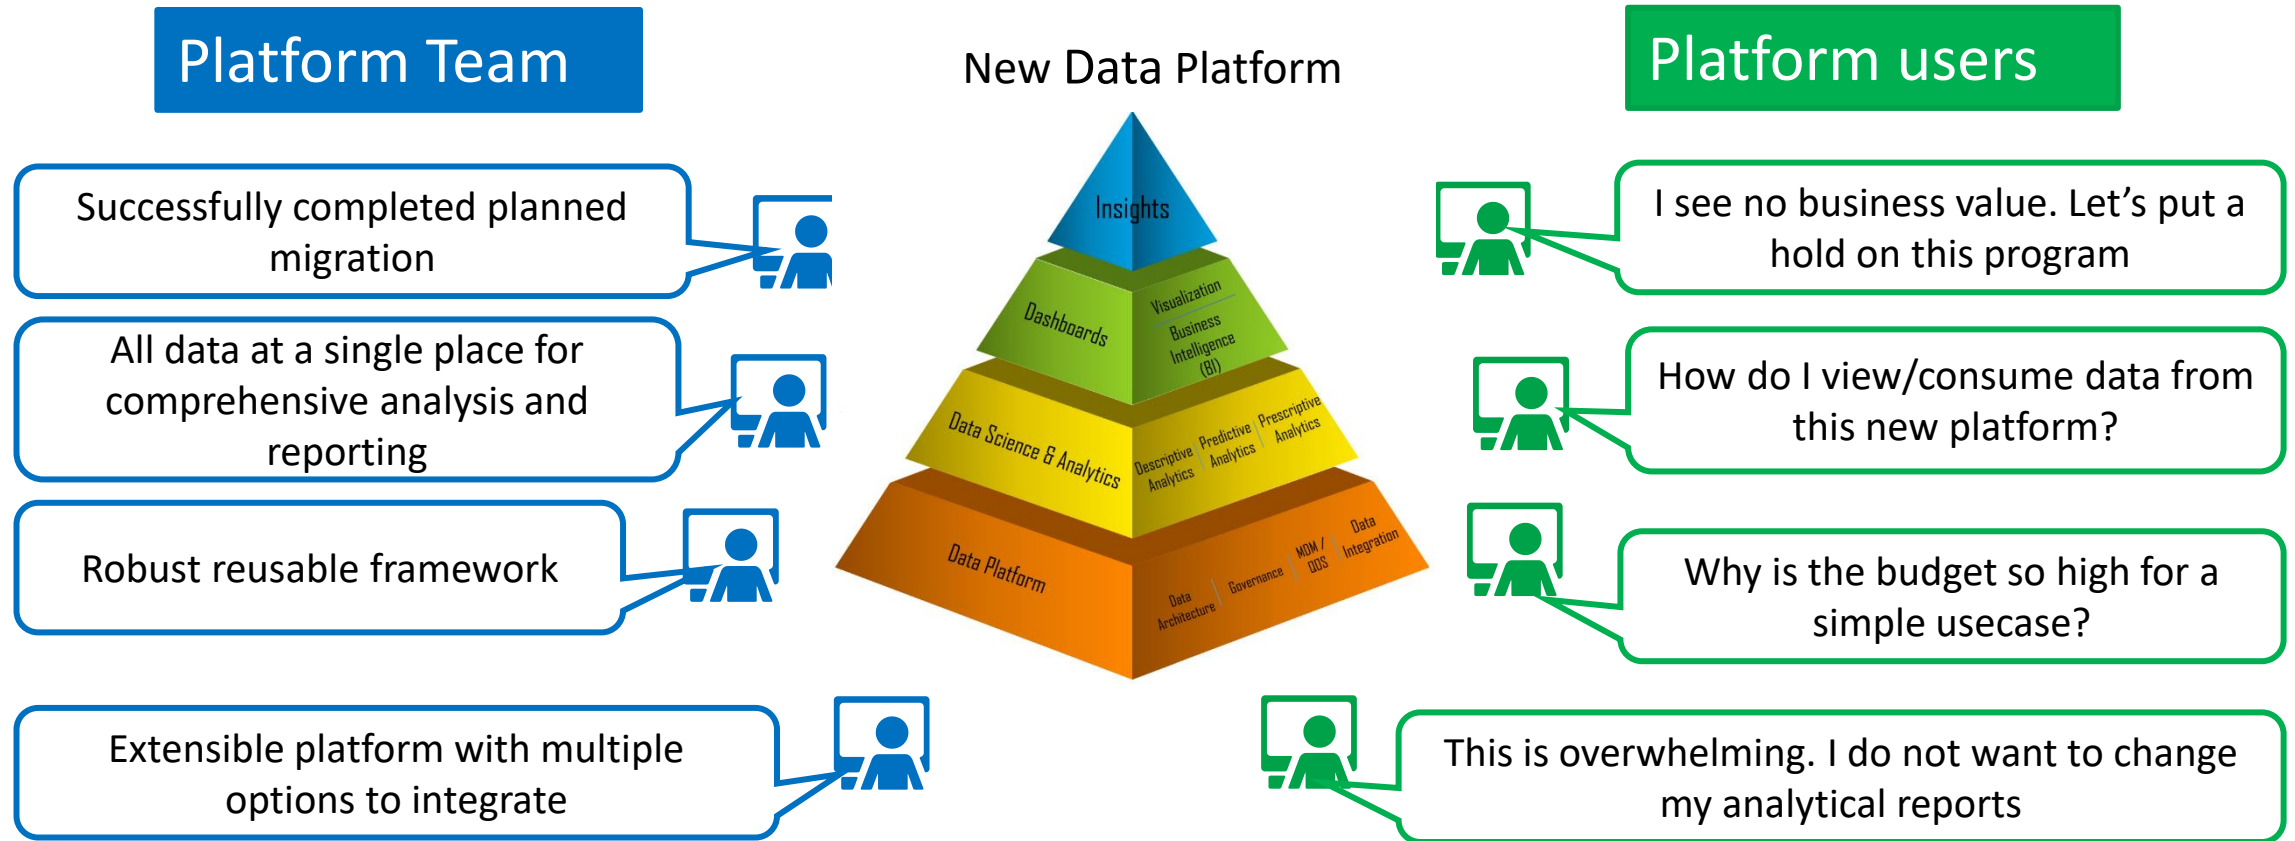 Platform Team
New Data Platform
Platform users
Successfully completed planned
migration
All data at a single place for
comprehensive analysis and
reporting
Robust reusable framework
Extensible platform with multiple
options to integrate
Insights
Dashboards
Visualization
Business
Intelligence
(BI)
Data Science & Analytics
Descriptive
Analytics
Predictive
Analytics
Prescriptive
Analytics
Data Platform
Data
Architecture
Governance
MDM /
QOS
Data
Integration
I see no business value. Let’s put a
hold on this program
How do I view/consume data from
this new platform?
Why is the budget so high for a
simple usecase?
This is overwhelming. I do not want to change
my analytical reports